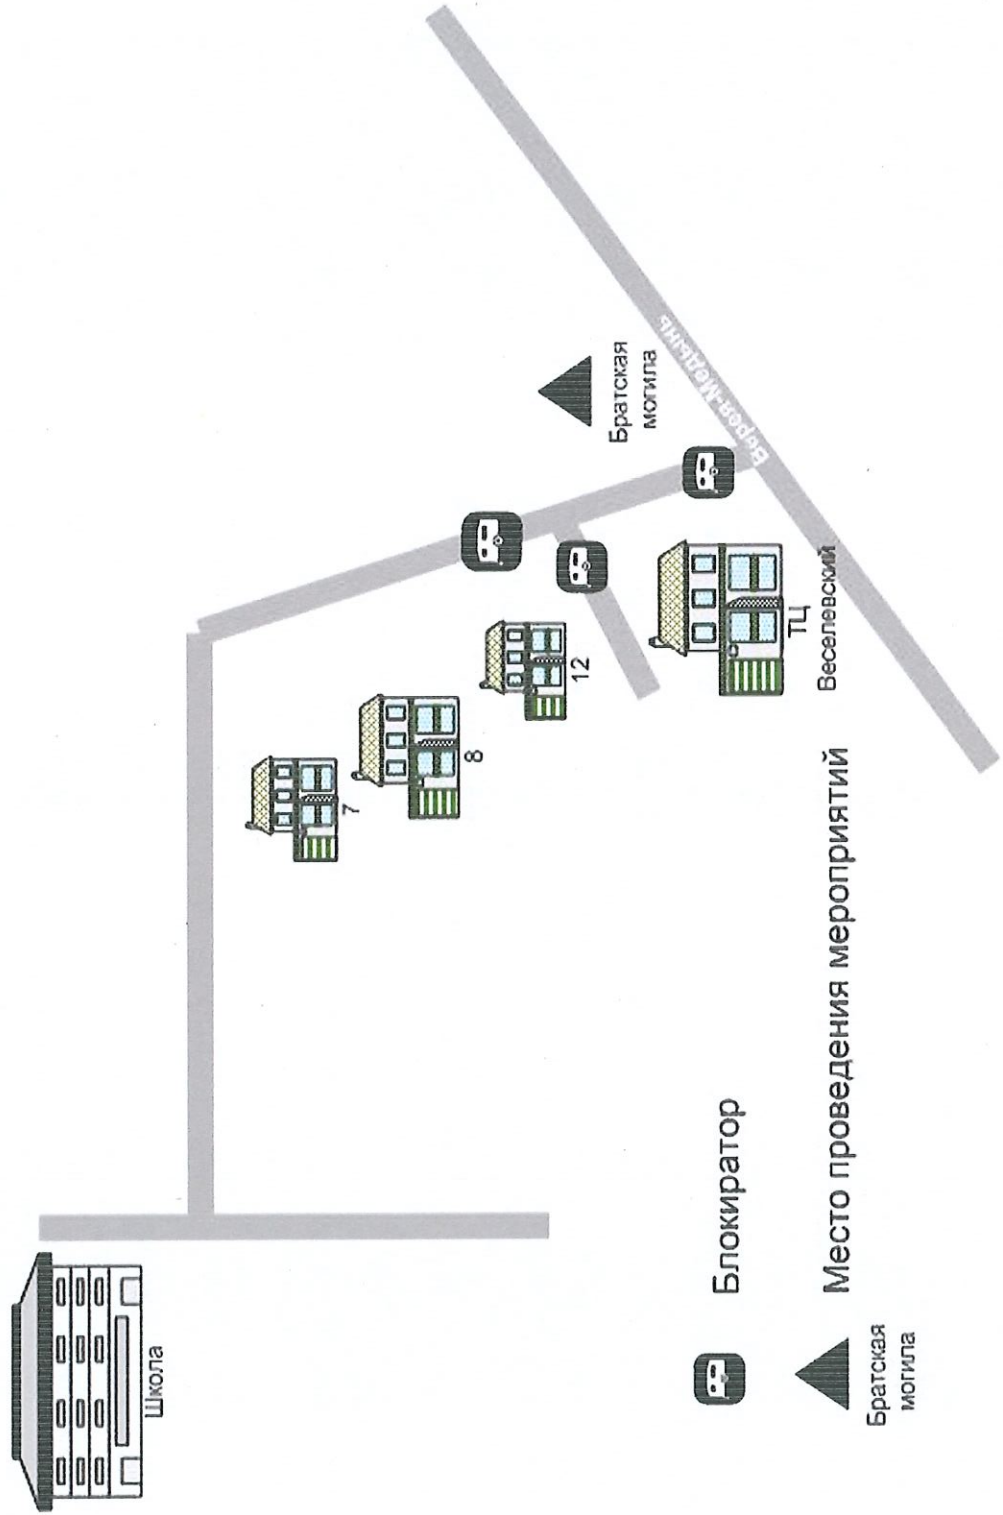 Школа
7
8
12
ТЦ
Веселевский
Братская
могила
Верея-Медынь
Блокиратор
Братская
могила
Место проведения мероприятий